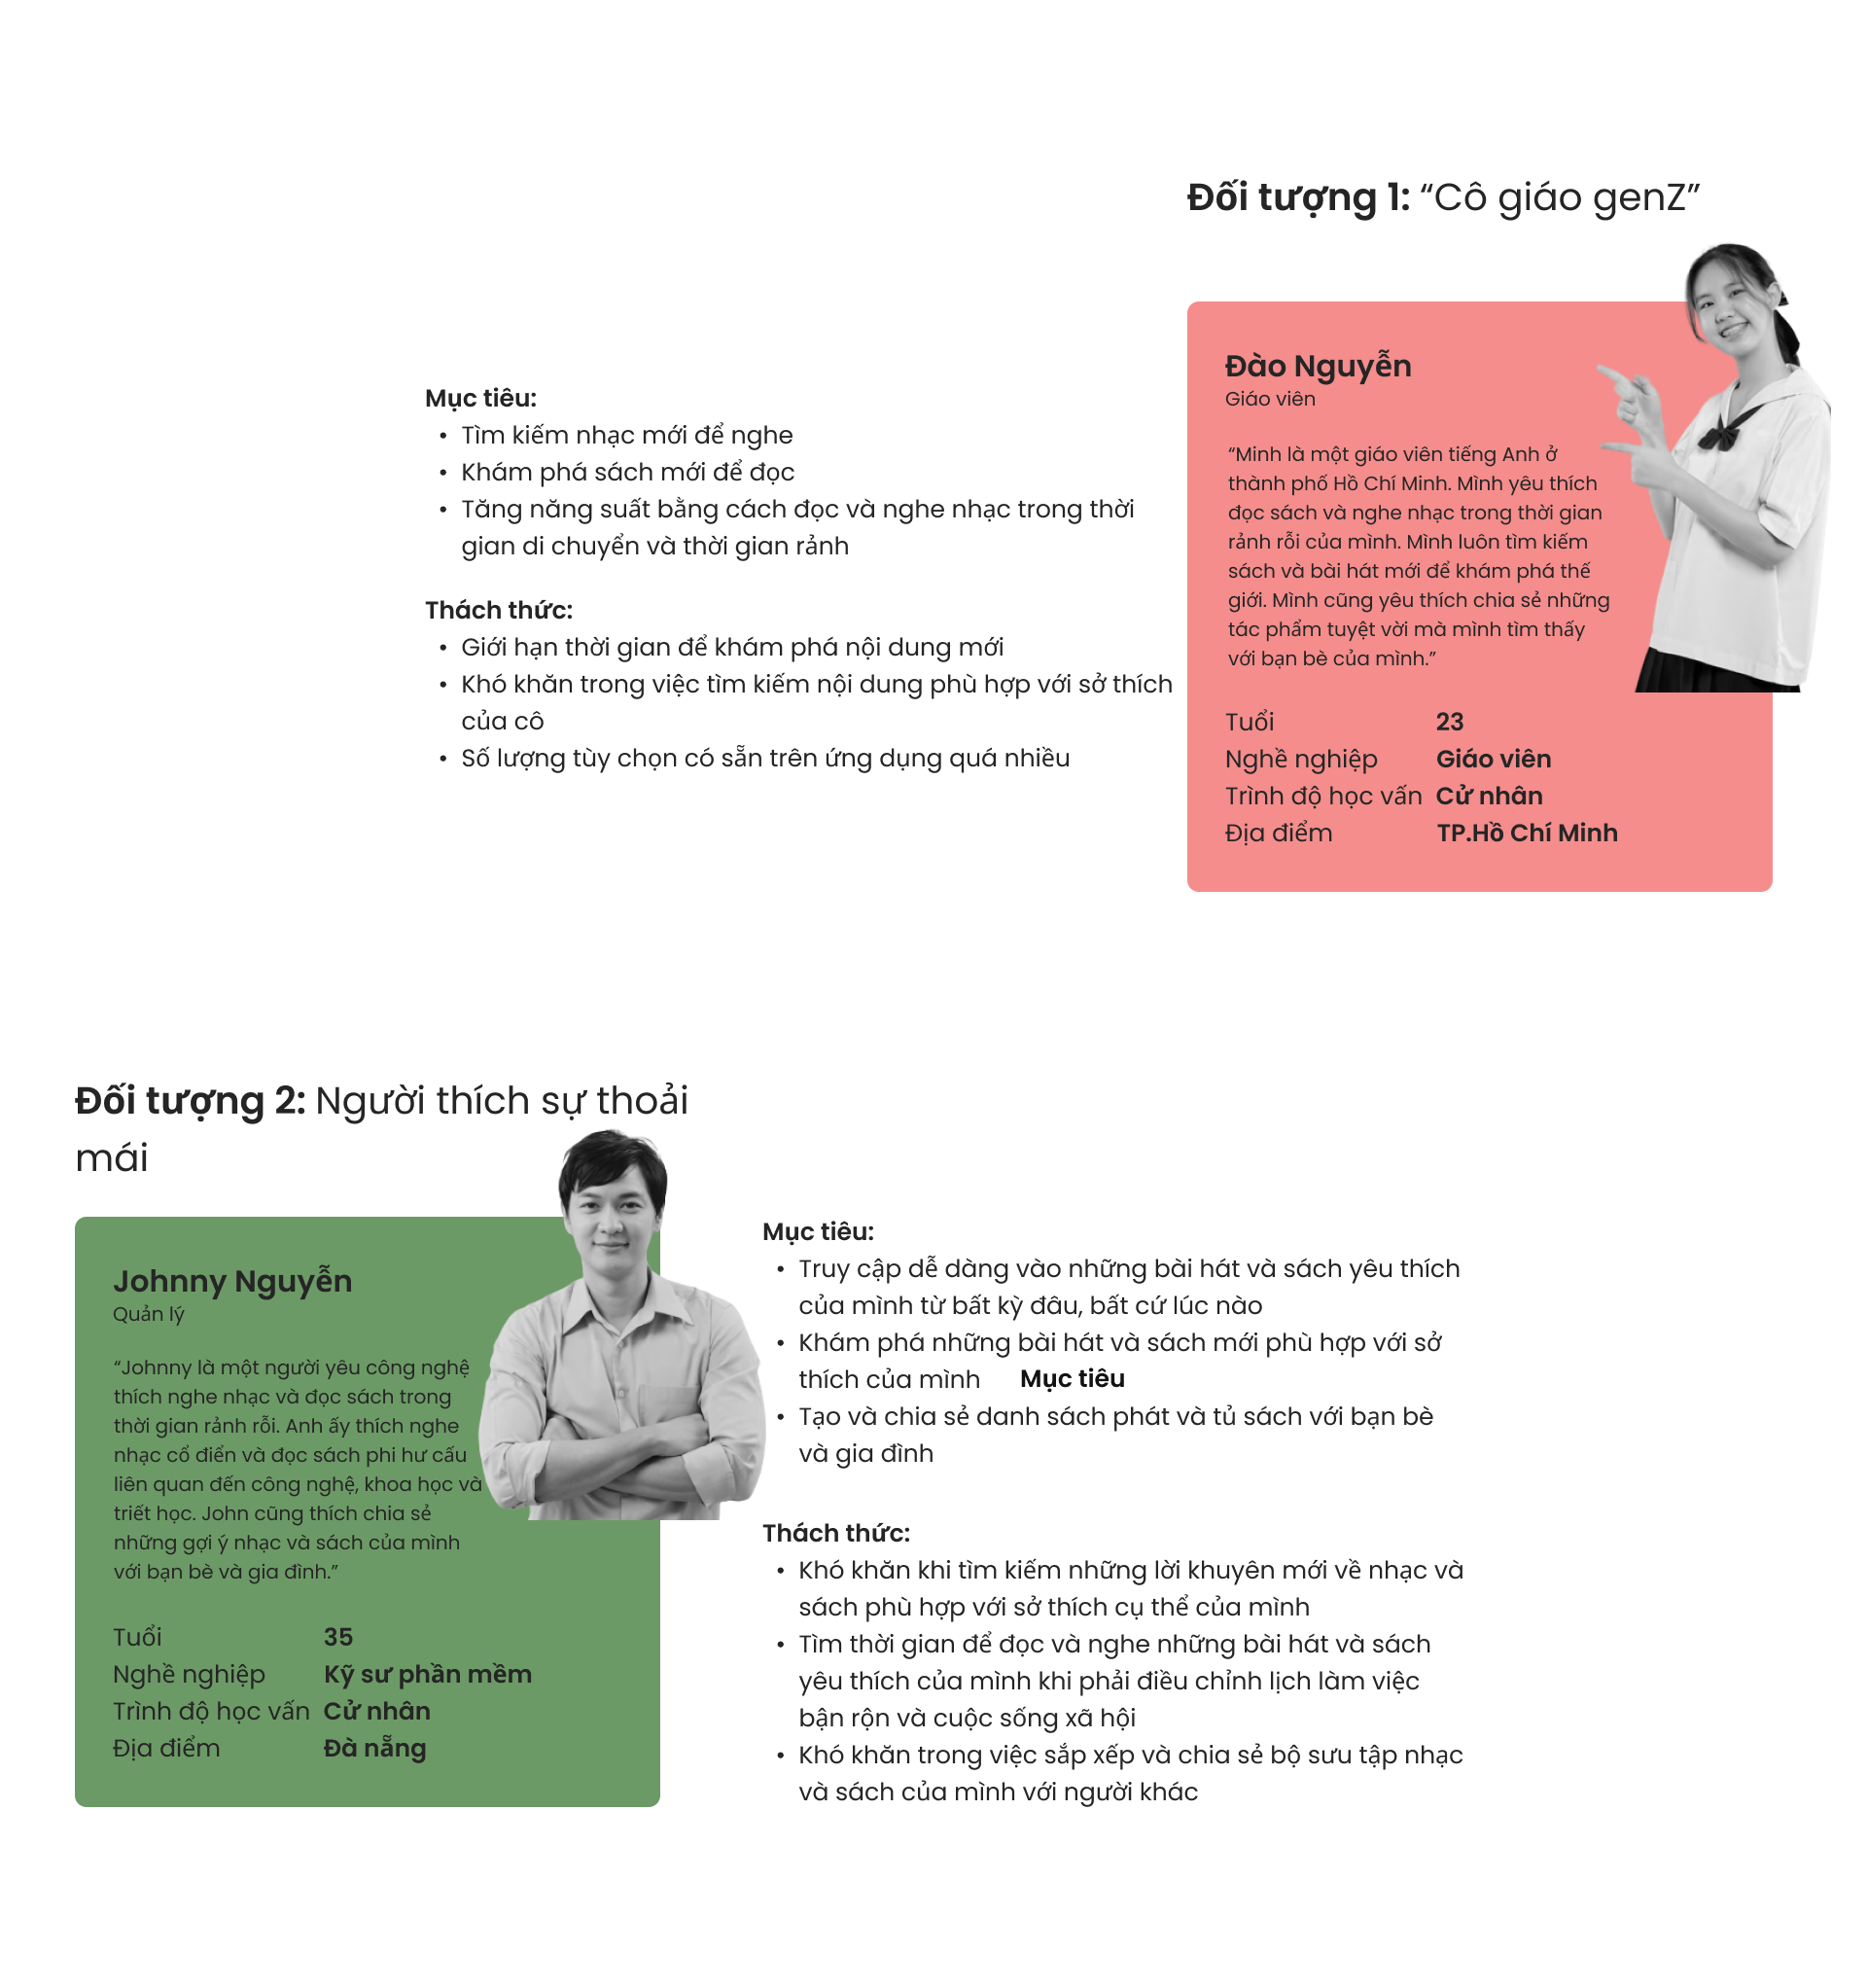 Đối tượng 1: “Cô giáo genZ”
Đào Nguyễn
Giáo viên
“Minh là một giáo viên tiếng Anh ở
thành phố Hồ Chí Minh. Mình yêu thích
đọc sách và nghe nhạc trong thời gian
rảnh rỗi của mình. Mình luôn tìm kiếm
sách và bài hát mới để khám phá thế
giới. Mình cũng yêu thích chia sẻ những
tác phẩm tuyệt vời mà mình tìm thấy
với bạn bè của mình.”
Tuổi 23
Nghề nghiệp Giáo viên
Trình độ học vấn Cử nhân
Địa điểm TP.Hồ Chí Minh
Mục tiêu:
• Tìm kiếm nhạc mới để nghe
• Khám phá sách mới để đọc
• Tăng năng suất bằng cách đọc và nghe nhạc trong thời
gian di chuyển và thời gian rảnh
Thách thức:
• Giới hạn thời gian để khám phá nội dung mới
• Khó khăn trong việc tìm kiếm nội dung phù hợp với sở thích
của cô
• Số lượng tùy chọn có sẵn trên ứng dụng quá nhiều
Đối tượng 2: Người thích sự thoải
mái
Johnny Nguyễn
Quản lý
“Johnny là một người yêu công nghệ
thích nghe nhạc và đọc sách trong
thời gian rảnh rỗi. Anh ấy thích nghe
nhạc cổ điển và đọc sách phi hư cấu
liên quan đến công nghệ, khoa học và
triết học. John cũng thích chia sẻ
những gợi ý nhạc và sách của mình
với bạn bè và gia đình.”
Tuổi 35
Nghề nghiệp Kỹ sư phần mềm
Trình độ học vấn Cử nhân
Địa điểm Đà nẵng
Mục tiêu:
• Truy cập dễ dàng vào những bài hát và sách yêu thích
của mình từ bất kỳ đâu, bất cứ lúc nào
• Khám phá những bài hát và sách mới phù hợp với sở
thích của mình Mục tiêu
• Tạo và chia sẻ danh sách phát và tủ sách với bạn bè
và gia đình
Thách thức:
• Khó khăn khi tìm kiếm những lời khuyên mới về nhạc và
sách phù hợp với sở thích cụ thể của mình
• Tìm thời gian để đọc và nghe những bài hát và sách
yêu thích của mình khi phải điều chỉnh lịch làm việc
bận rộn và cuộc sống xã hội
• Khó khăn trong việc sắp xếp và chia sẻ bộ sưu tập nhạc
và sách của mình với người khác